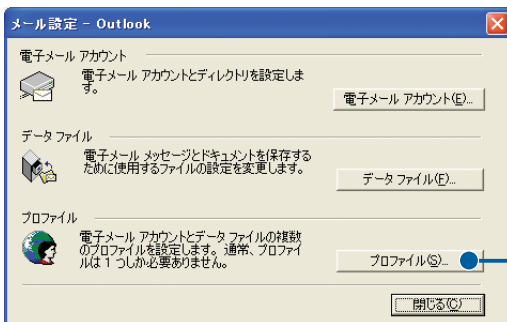 メール設定 - Outlook
電子メール アカウント
電子メール アカウントとディレクトリを設定しま
す。
電子メール アカウント(E)...
データ ファイル
電子メール メッセージとドキュメントを保存する
ために使用するファイルの設定を変更します。
データ ファイル(F)...
プロファイル
電子メール アカウントとデータ ファイルの複数
のプロファイルを設定します。通常、プロファイ
ルは 1 つしか必要ありません。
プロファイル(S)...
閉じる(C)